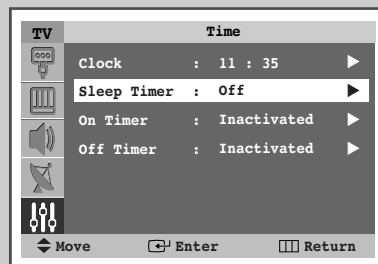 TV Time
Clock : 11 : 35
Sleep Timer : Off
On Timer : Inactivated
Off Timer : Inactivated
Move Enter Return